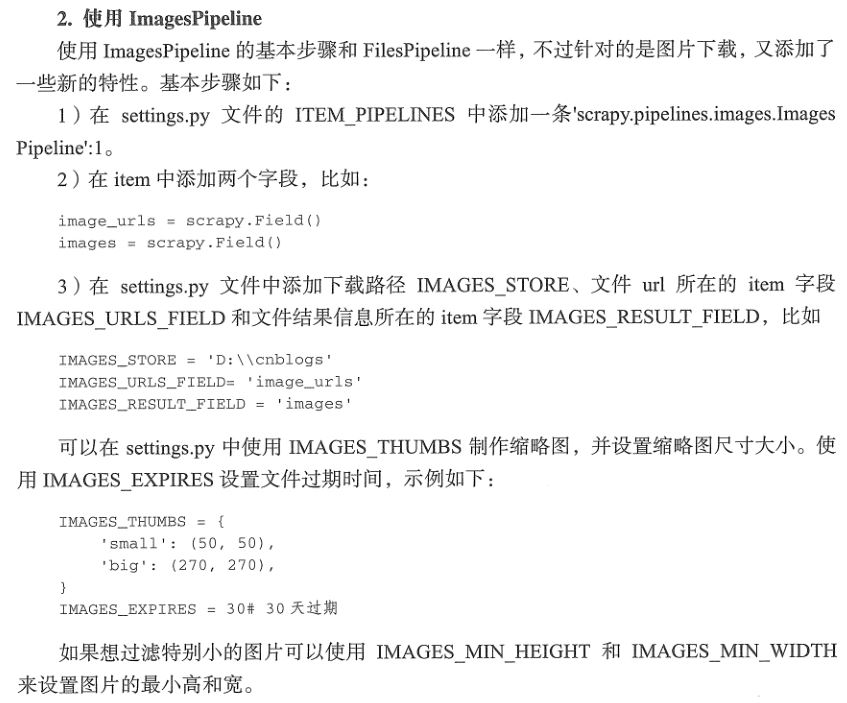 2. 使用 ImagesPipeline
使用 ImagesPipeline 的基本步骤和 FilesPipeline 一样，不过针对的是图片下载，又添加了
一些新的特性。基本步骤如下：
1）在 settings.py 文件的 ITEM_PIPELINES 中添加一条'scrapy.pipelines.images.Images
Pipeline':1。
2）在 item 中添加两个字段，比如：
image_urls = scrapy.Field()
images = scrapy.Field()
3）在 settings.py 文件中添加下载路径 IMAGES_STORE、文件 url 所在的 item 字段
IMAGES_URLS_FIELD 和文件结果信息所在的 item 字段 IMAGES_RESULT_FIELD，比如
IMAGES_STORE = 'D:\\cnblogs'
IMAGES_URLS_FIELD= 'image_urls'
IMAGES_RESULT_FIELD = 'images'
可以在 settings.py 中使用 IMAGES_THUMBS 制作缩略图，并设置缩略图尺寸大小。使
用 IMAGES_EXPIRES 设置文件过期时间，示例如下：
IMAGES_THUMBS = {
'small': (50, 50),
'big': (270, 270),
}
IMAGES_EXPIRES = 30# 30 天过期
如果想过滤特别小的图片可以使用 IMAGES_MIN_HEIGHT 和 IMAGES_MIN_WIDTH
来设置图片的最小高和宽。